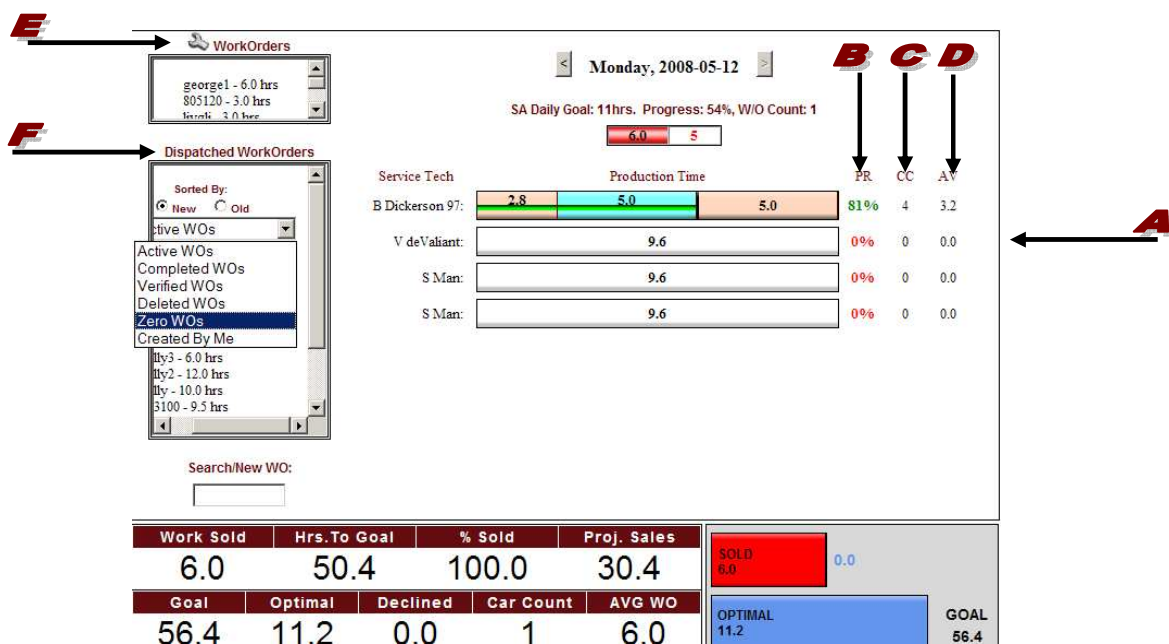 E
WorkOrders
george1 - 6.0 hrs
805120 - 3.0 hrs
F
Dispatched WorkOrders
Sorted By:
New Old
ctive WOs
Active WOs
Completed WOs
Verified WOs
Deleted WOs
Zero WOs
Created By Me
lly3 - 6.0 hrs
lly2 - 12.0 hrs
lly - 10.0 hrs
3100 - 9.5 hrs
Search/New WO:
< Monday, 2008-05-12 >
B C D
SA Daily Goal: 11hrs. Progress: 54%, W/O Count: 1
6.0 5
Service Tech Production Time PR CC AV
B Dickerson 97: 2.8 5.0 5.0 81% 4 3.2
V deValiant: 9.6 0% 0 0.0
A
S Man: 9.6 0% 0 0.0
S Man: 9.6 0% 0 0.0
Work Sold Hrs.To Goal % Sold Proj. Sales
6.0 50.4 100.0 30.4
Goal Optimal Declined Car Count AVG WO
56.4 11.2 0.0 1 6.0
SOLD
6.0
0.0
OPTIMAL
11.2
GOAL
56.4